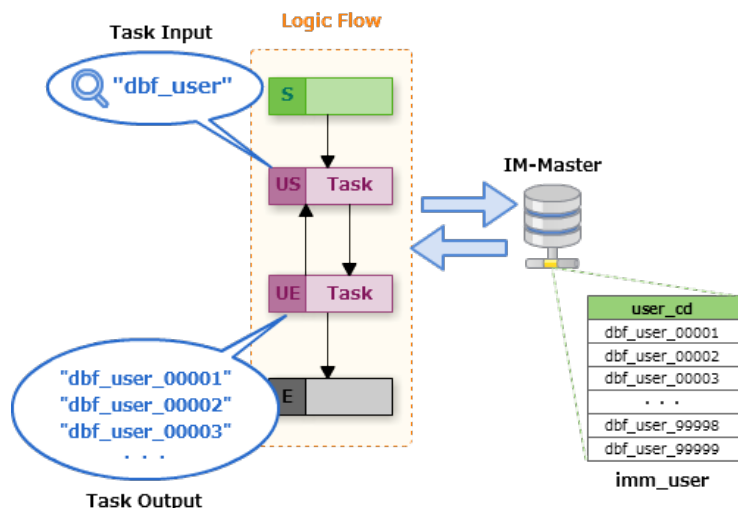 Logic Flow
Task Input
"dbf_user"
S
US Task
IM-Master
UE Task
user_cd
dbf_user_00001
dbf_user_00002
dbf_user_00003
. . .
dbf_user_99998
dbf_user_99999
imm_user
"dbf_user_00001"
"dbf_user_00002"
"dbf_user_00003"
. . .
E
Task Output